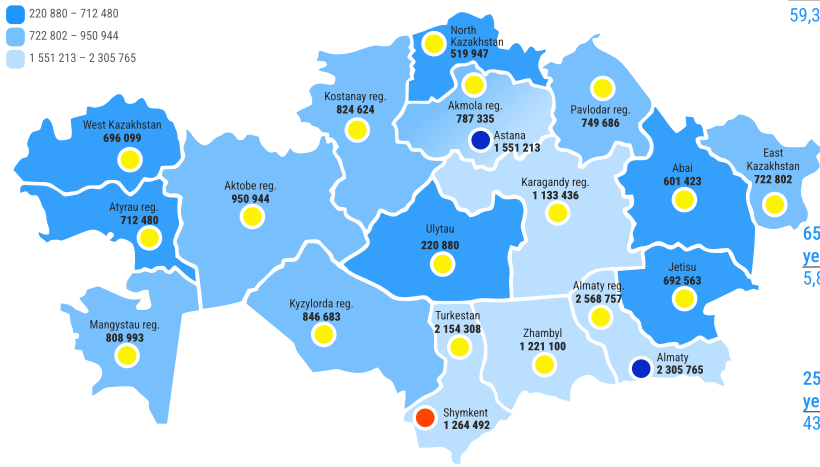 220 880 – 712 480
722 802 – 950 944
1 551 213 – 2 305 765
59,3
North
Kazakhstan
519 947
Kostanay reg.
824 624
Akmola reg.
787 335
Pavlodar reg.
749 686
West Kazakhstan
696 099
Astana
1 551 213
East
Kazakhstan
722 802
Abai
601 423
Aktobe reg.
950 944
Karagandy reg.
1 133 436
Atyrau reg.
712 480
Ulytau
220 880
65
ye
5,8
Jetisu
692 563
Almaty reg.
2 568 757
Kyzylorda reg.
846 683
Turkestan
2 154 308
Mangystau reg.
808 993
Zhambyl
1 221 100
Almaty
2 305 765
25
ye
43
Shymkent
1 264 492